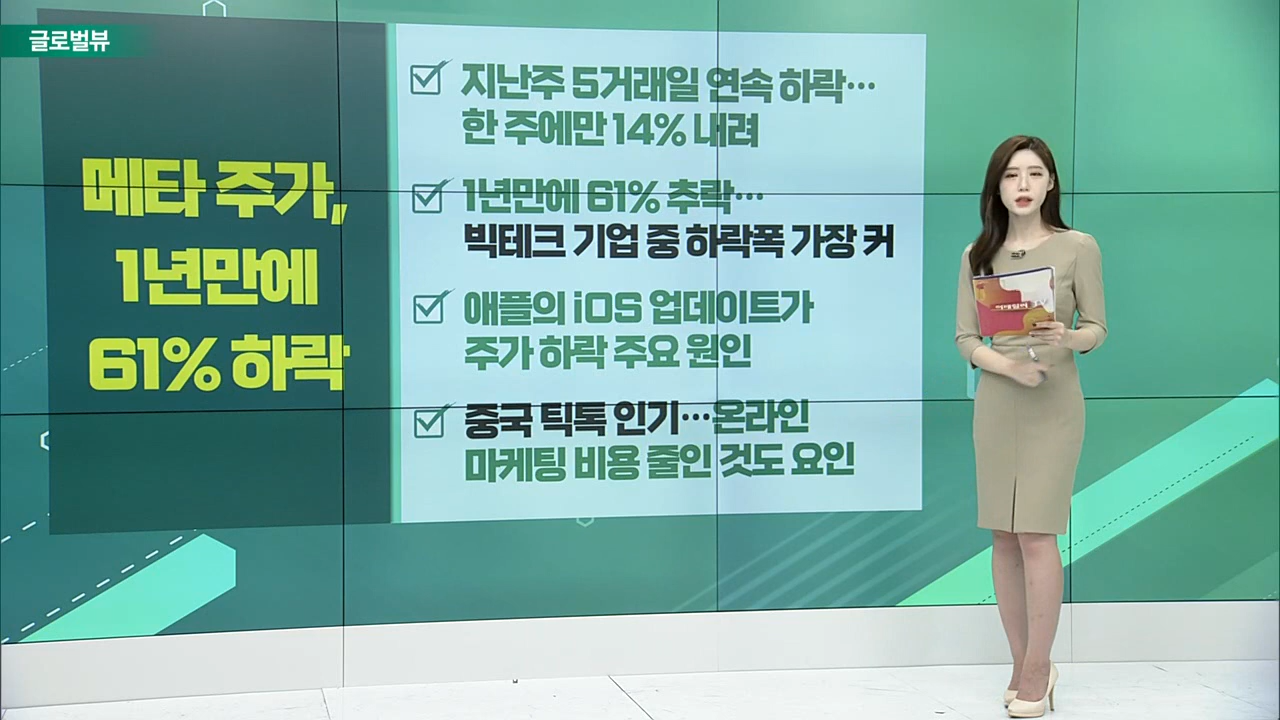 글로벌뷰
메타 주가,
1년만에
61% 하락
지난주 5거래일 연속 하락…
한 주에만 14% 내려
1년만에 61% 추락…
빅테크 기업 중 하락폭 가장 커
애플의 iOS 업데이트가
주가 하락 주요 원인
중국 틱톡 인기…온라인
마케팅 비용 줄인 것도 요인